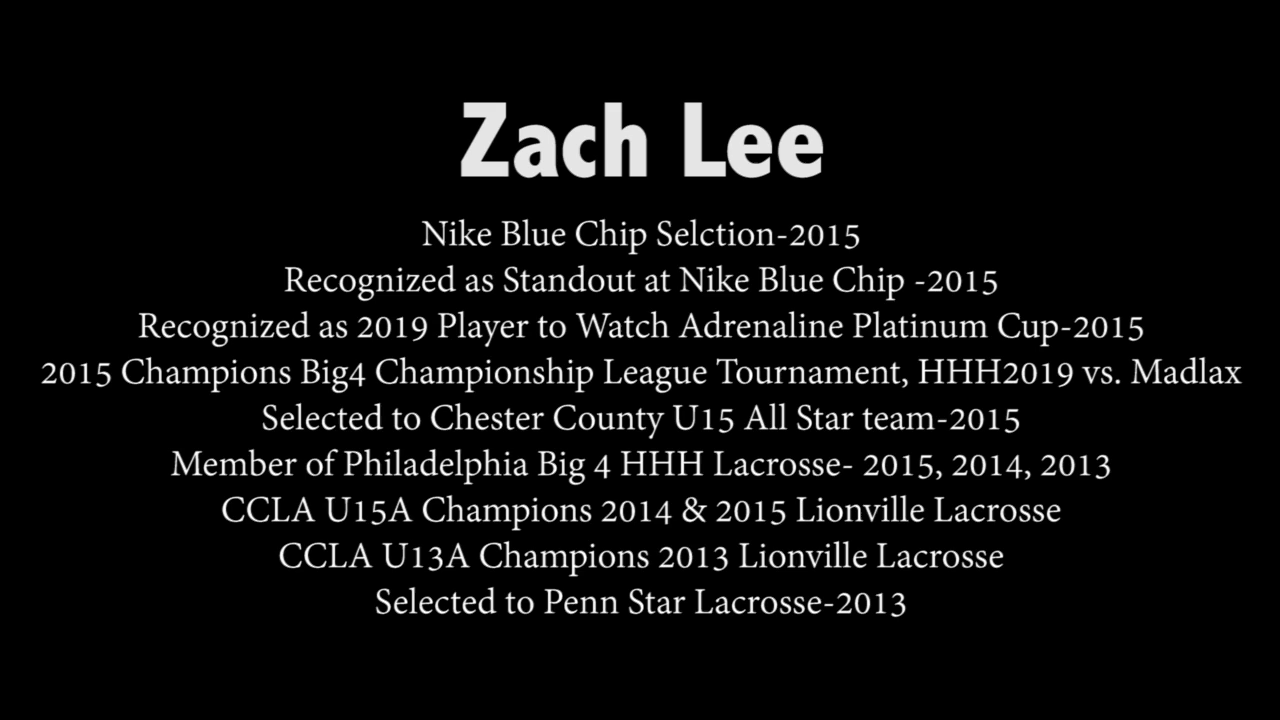 Zach Lee
Nike Blue Chip Selction-2015
Recognized as Standout at Nike Blue Chip -2015
Recognized as 2019 Player to Watch Adrenaline Platinum Cup-2015
2015 Champions Big4 Championship League Tournament, HHH2019 vs. Madlax
Selected to Chester County U15 All Star team-2015
Member of Philadelphia Big 4 HHH Lacrosse- 2015, 2014, 2013
CCLA U15A Champions 2014 & 2015 Lionville Lacrosse
CCLA U13A Champions 2013 Lionville Lacrosse
Selected to Penn Star Lacrosse-2013